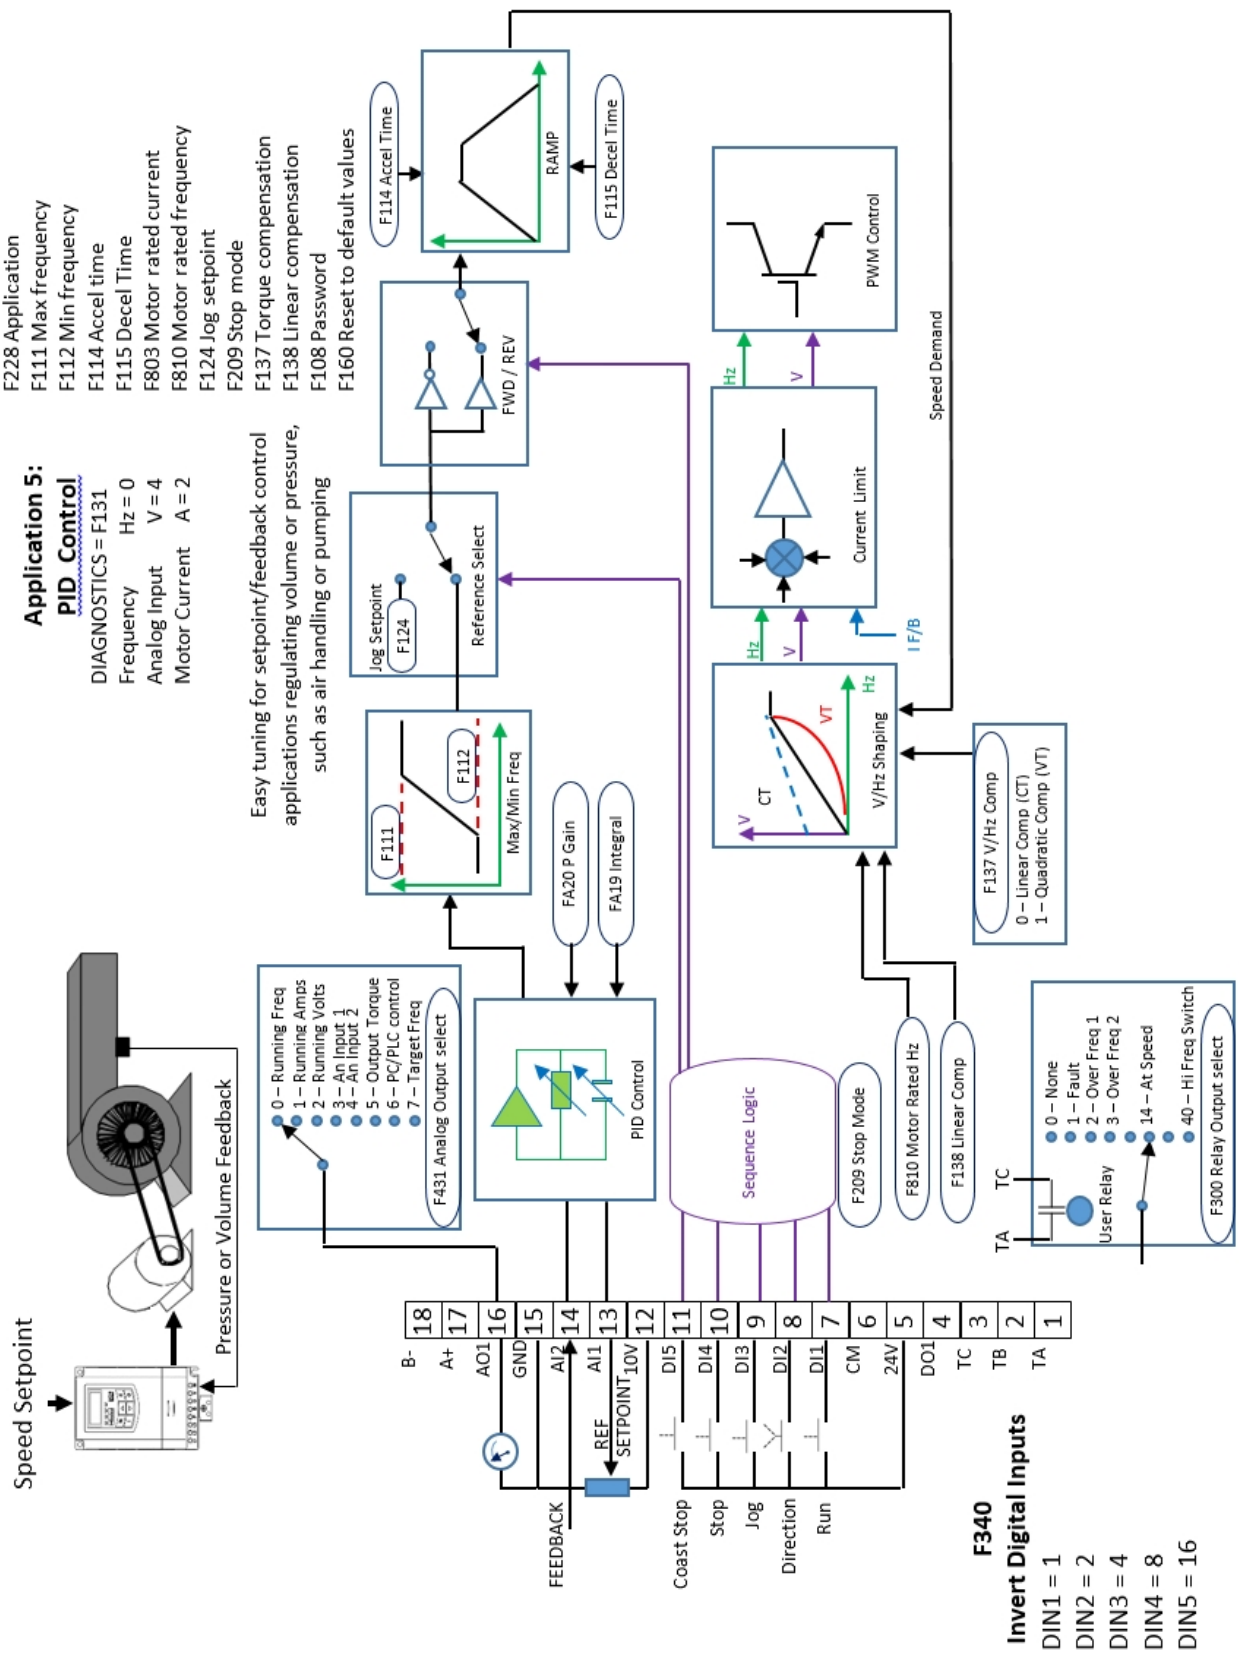 Application 5:
PID Control
DIAGNOSTICS = F131
Frequency Hz = 0
Analog Input V = 4
Motor Current A = 2
F228 Application
F111 Max frequency
F112 Min frequency
F114 Accel time
F115 Decel Time
F803 Motor rated current
F810 Motor rated frequency
F124 Jog setpoint
F209 Stop mode
F137 Torque compensation
F138 Linear compensation
F108 Password
F160 Reset to default values
Easy tuning for setpoint/feedback control
applications regulating volume or pressure,
such as air handling or pumping
Speed Setpoint
Pressure or Volume Feedback
0 – Running Freq
1 – Running Amps
2 – Running Volts
3 – An Input 1
4 – An Input 2
5 – Output Torque
6 – PC/PLC control
7 – Target Freq
F431 Analog Output select
F111
F112
Max/Min Freq
Jog Setpoint
F124
Reference Select
FWD / REV
F114 Accel Time
RAMP
F115 Decel Time
FA20 P Gain
FA19 Integral
PID Control
Sequence Logic
F209 Stop Mode
F810 Motor Rated Hz
F138 Linear Comp
V
CT
VT
Hz
V/Hz Shaping
Hz
V
I F/B
Current Limit
Hz
V
PWM Control
Speed Demand
F137 V/Hz Comp
0 – Linear Comp (CT)
1 – Quadratic Comp (VT)
B- 18
A+ 17
AO1 16
GND 15
AI2 14
AI1 13
10V 12
DI5 11
DI4 10
DI3 9
DI2 8
DI1 7
CM 6
24V 5
DO1 4
TC 3
TB 2
TA 1
FEEDBACK
REF
SETPOINT
Coast Stop
Stop
Jog
Direction
Run
TA TC
User Relay
0 – None
1 – Fault
2 – Over Freq 1
3 – Over Freq 2
14 – At Speed
40 – Hi Freq Switch
F300 Relay Output select
F340
Invert Digital Inputs
DIN1 = 1
DIN2 = 2
DIN3 = 4
DIN4 = 8
DIN5 = 16